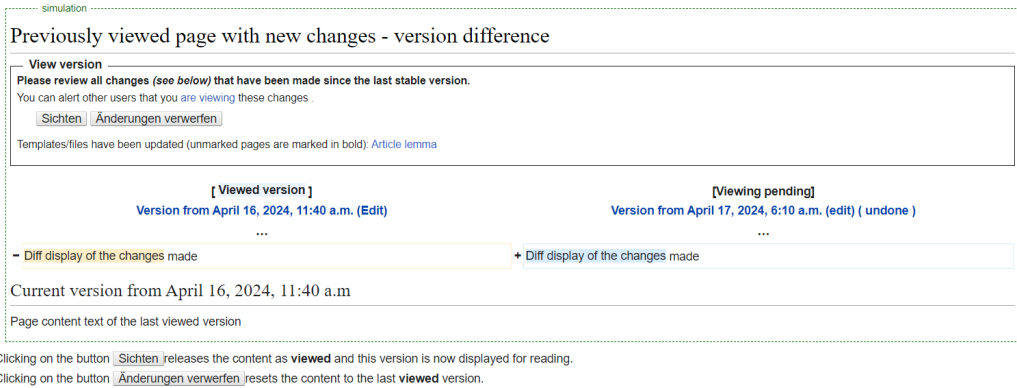 simulation
Previously viewed page with new changes - version difference
View version
Please review all changes (see below) that have been made since the last stable version.
You can alert other users that you are viewing these changes .
Sichten Änderungen verwerfen
Templates/files have been updated (unmarked pages are marked in bold): Article lemma
[ Viewed version ] [Viewing pending]
Version from April 16, 2024, 11:40 a.m. (Edit) Version from April 17, 2024, 6:10 a.m. (edit) ( undone )
... ...
− Diff display of the changes made + Diff display of the changes made
Current version from April 16, 2024, 11:40 a.m
Page content text of the last viewed version
licking on the button Sichten releases the content as viewed and this version is now displayed for reading.
licking on the button Änderungen verwerfen resets the content to the last viewed version.